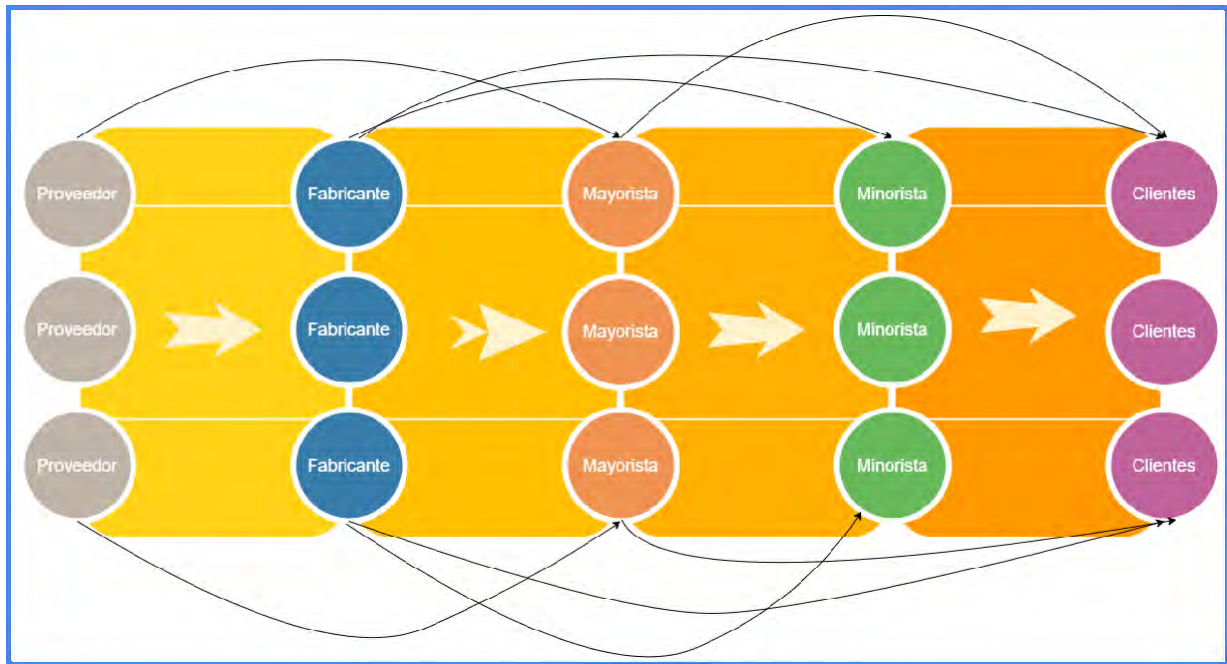 Proveedor
Fabricante
Mayorista
Minorista
Clientes
Proveedor
Fabricante
Mayorista
Minorista
Clientes
Proveedor
Fabricante
Mayorista
Minorista
Clientes